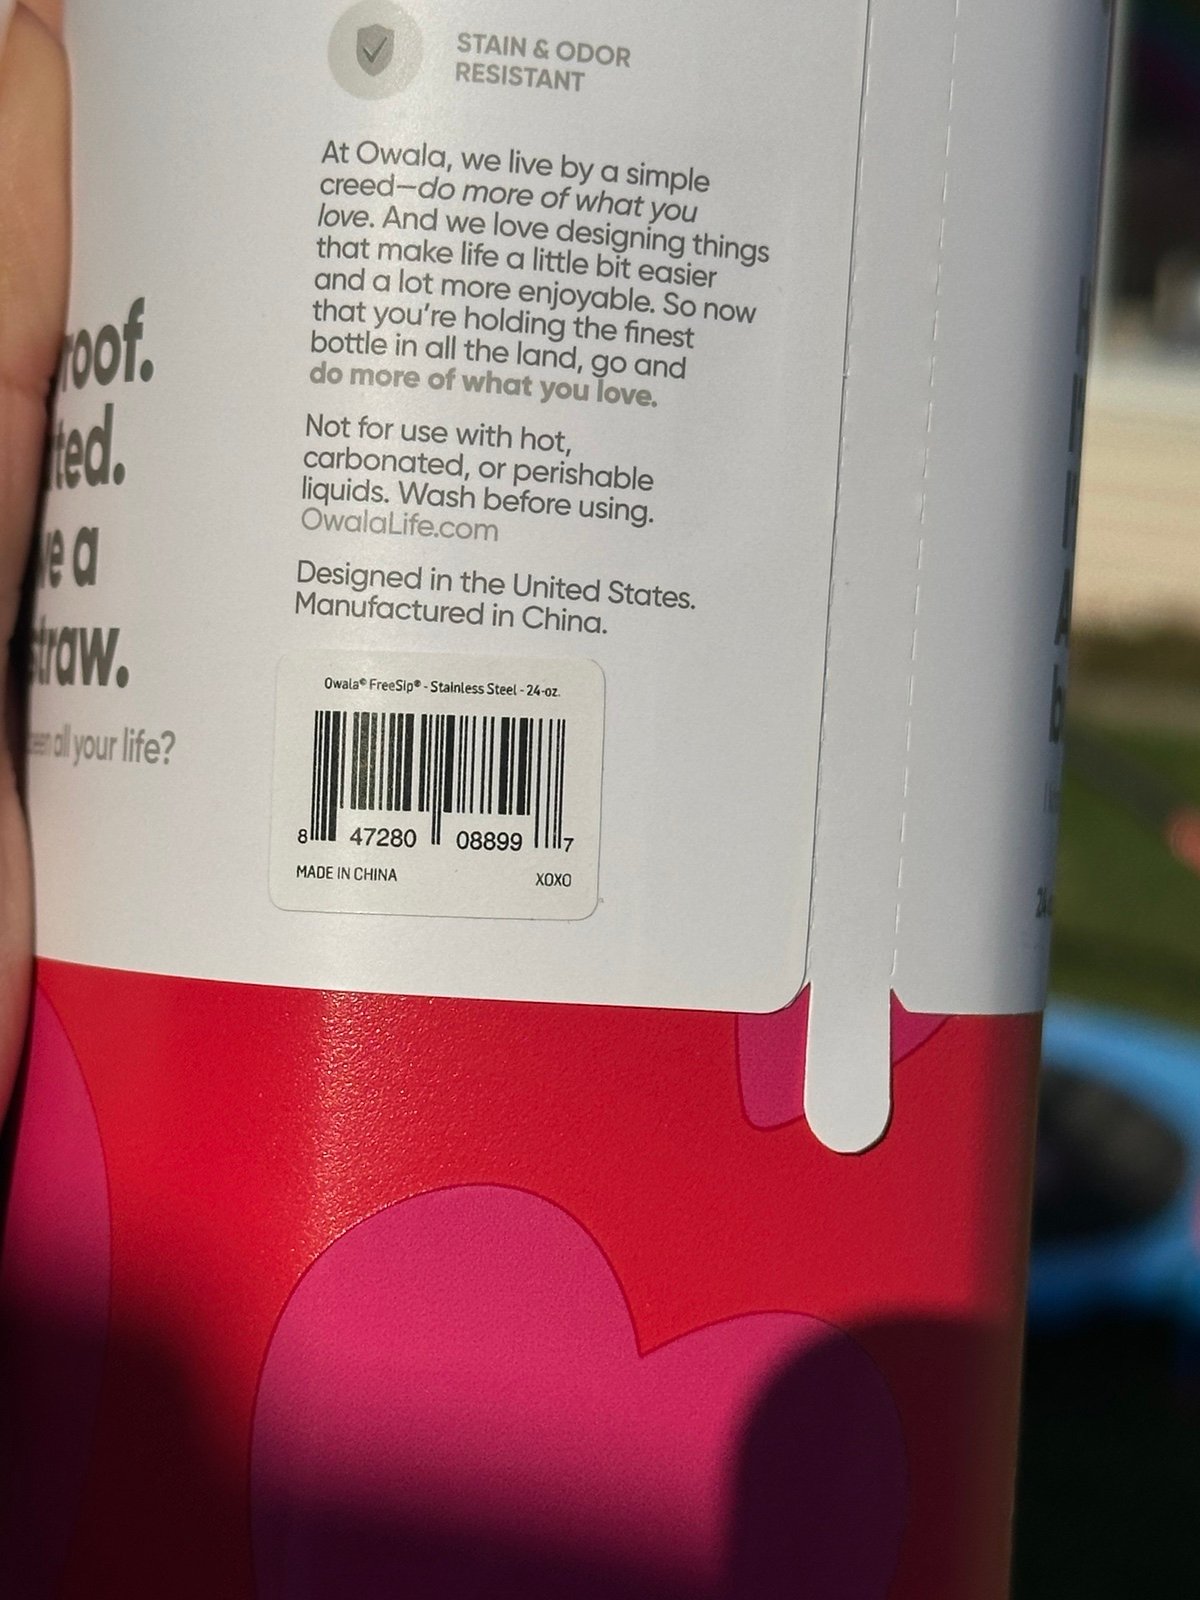 STAIN & ODOR
RESISTANT
At Owala, we live by a simple
creed—do more of what you
love. And we love designing things
that make life a little bit easier
and a lot more enjoyable. So now
that you're holding the finest
bottle in all the land, go and
do more of what you love.
Not for use with hot,
carbonated, or perishable
liquids. Wash before using.
OwalaLife.com
Designed in the United States.
Manufactured in China.
Owala® FreeSip® - Stainless Steel - 24-oz.
8 47280 08899 7
MADE IN CHINA
XOXO
roof.
ted.
a
straw.
all your life?